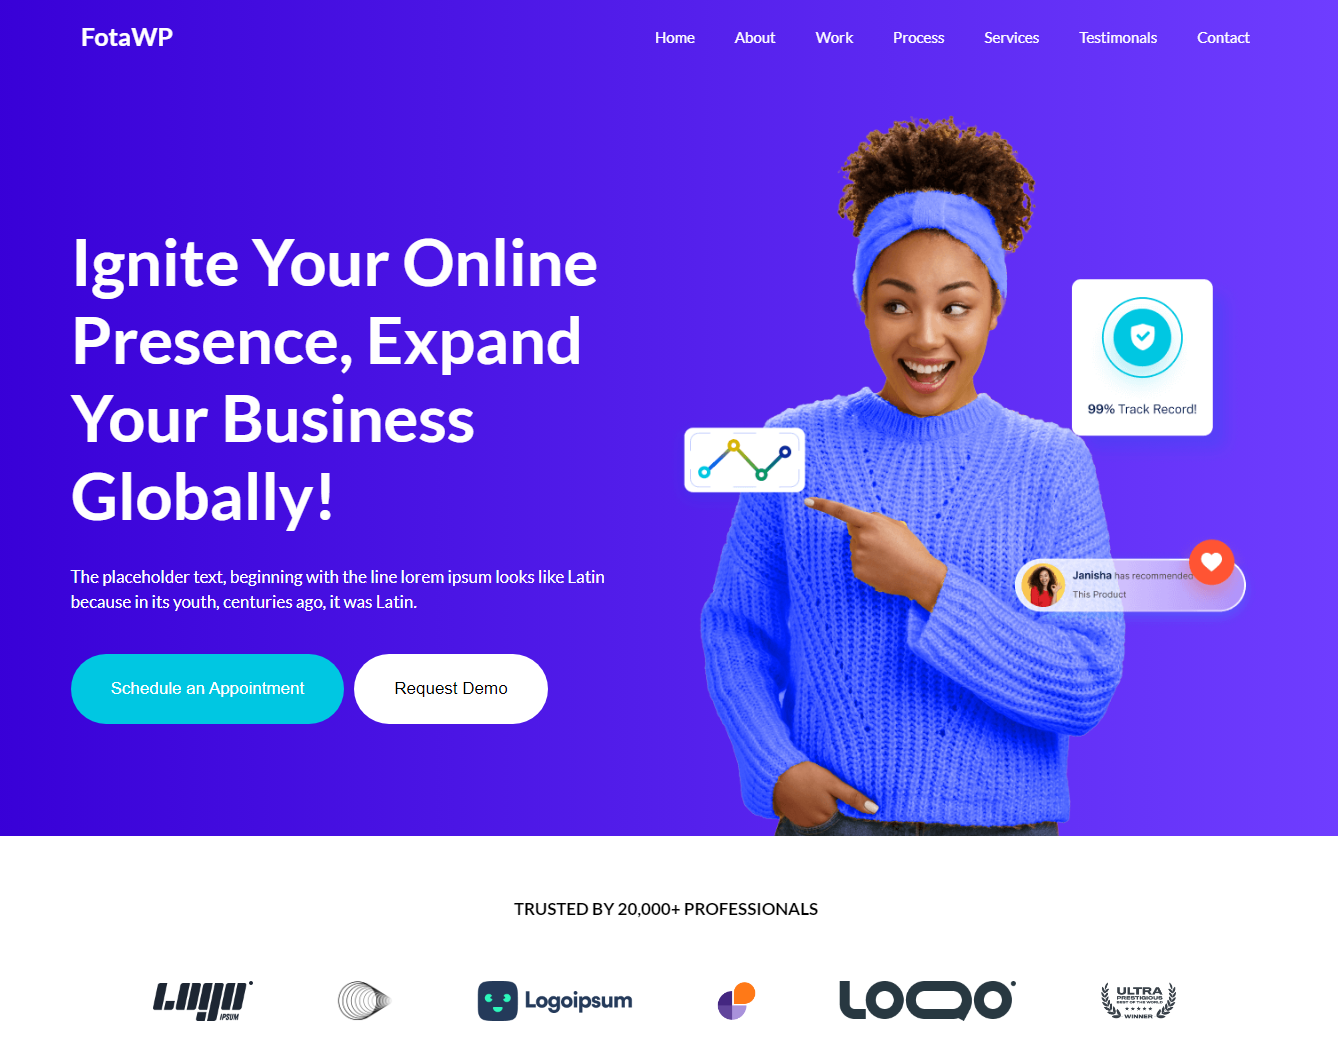 FotaWP
Home About Work Process Services Testimonals Contact
Ignite Your Online
Presence, Expand
Your Business
Globally!
99% Track Record!
Janisha has recommended
This Product
The placeholder text, beginning with the line lorem ipsum looks like Latin
because in its youth, centuries ago, it was Latin.
Schedule an Appointment
Request Demo
TRUSTED BY 20,000+ PROFESSIONALS
LOGO
IPSUM
Logoipsum
LOQO
ULTRA
PRESTIGIOUS
BEST OF THE WORLD
WINNER